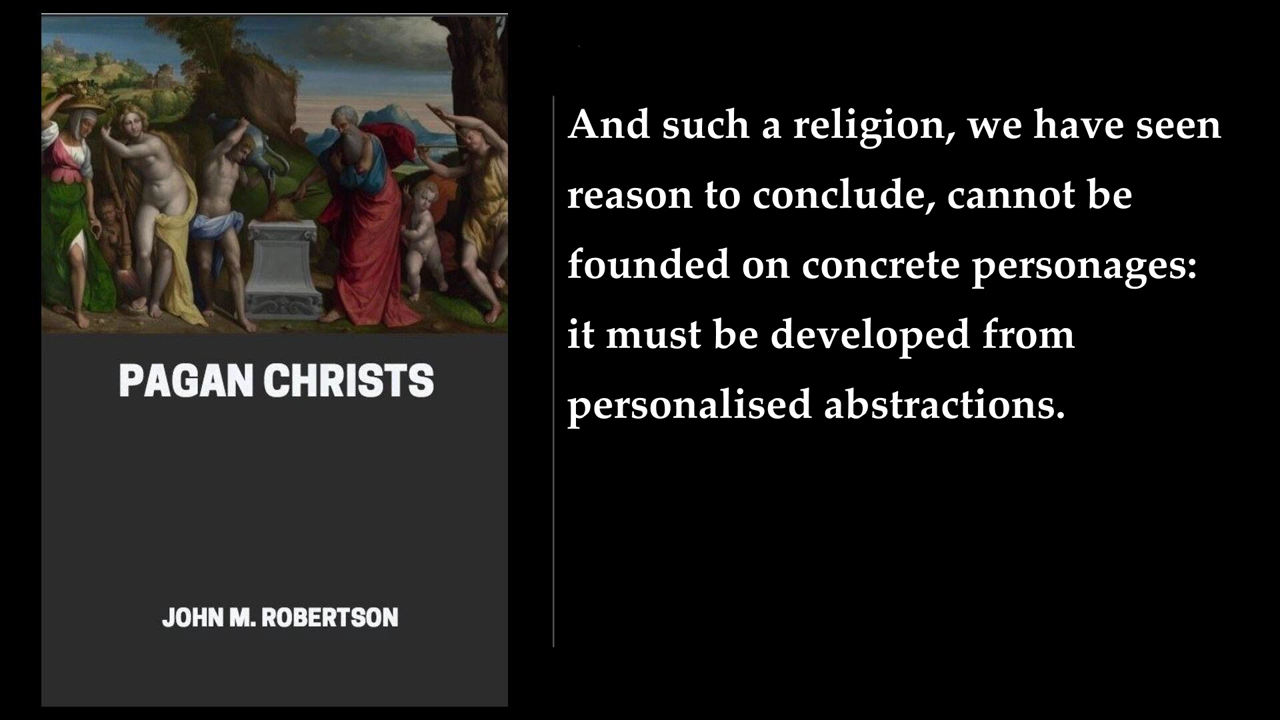 PAGAN CHRISTS
JOHN M. ROBERTSON
And such a religion, we have seen
reason to conclude, cannot be
founded on concrete personages:
it must be developed from
personalised abstractions.